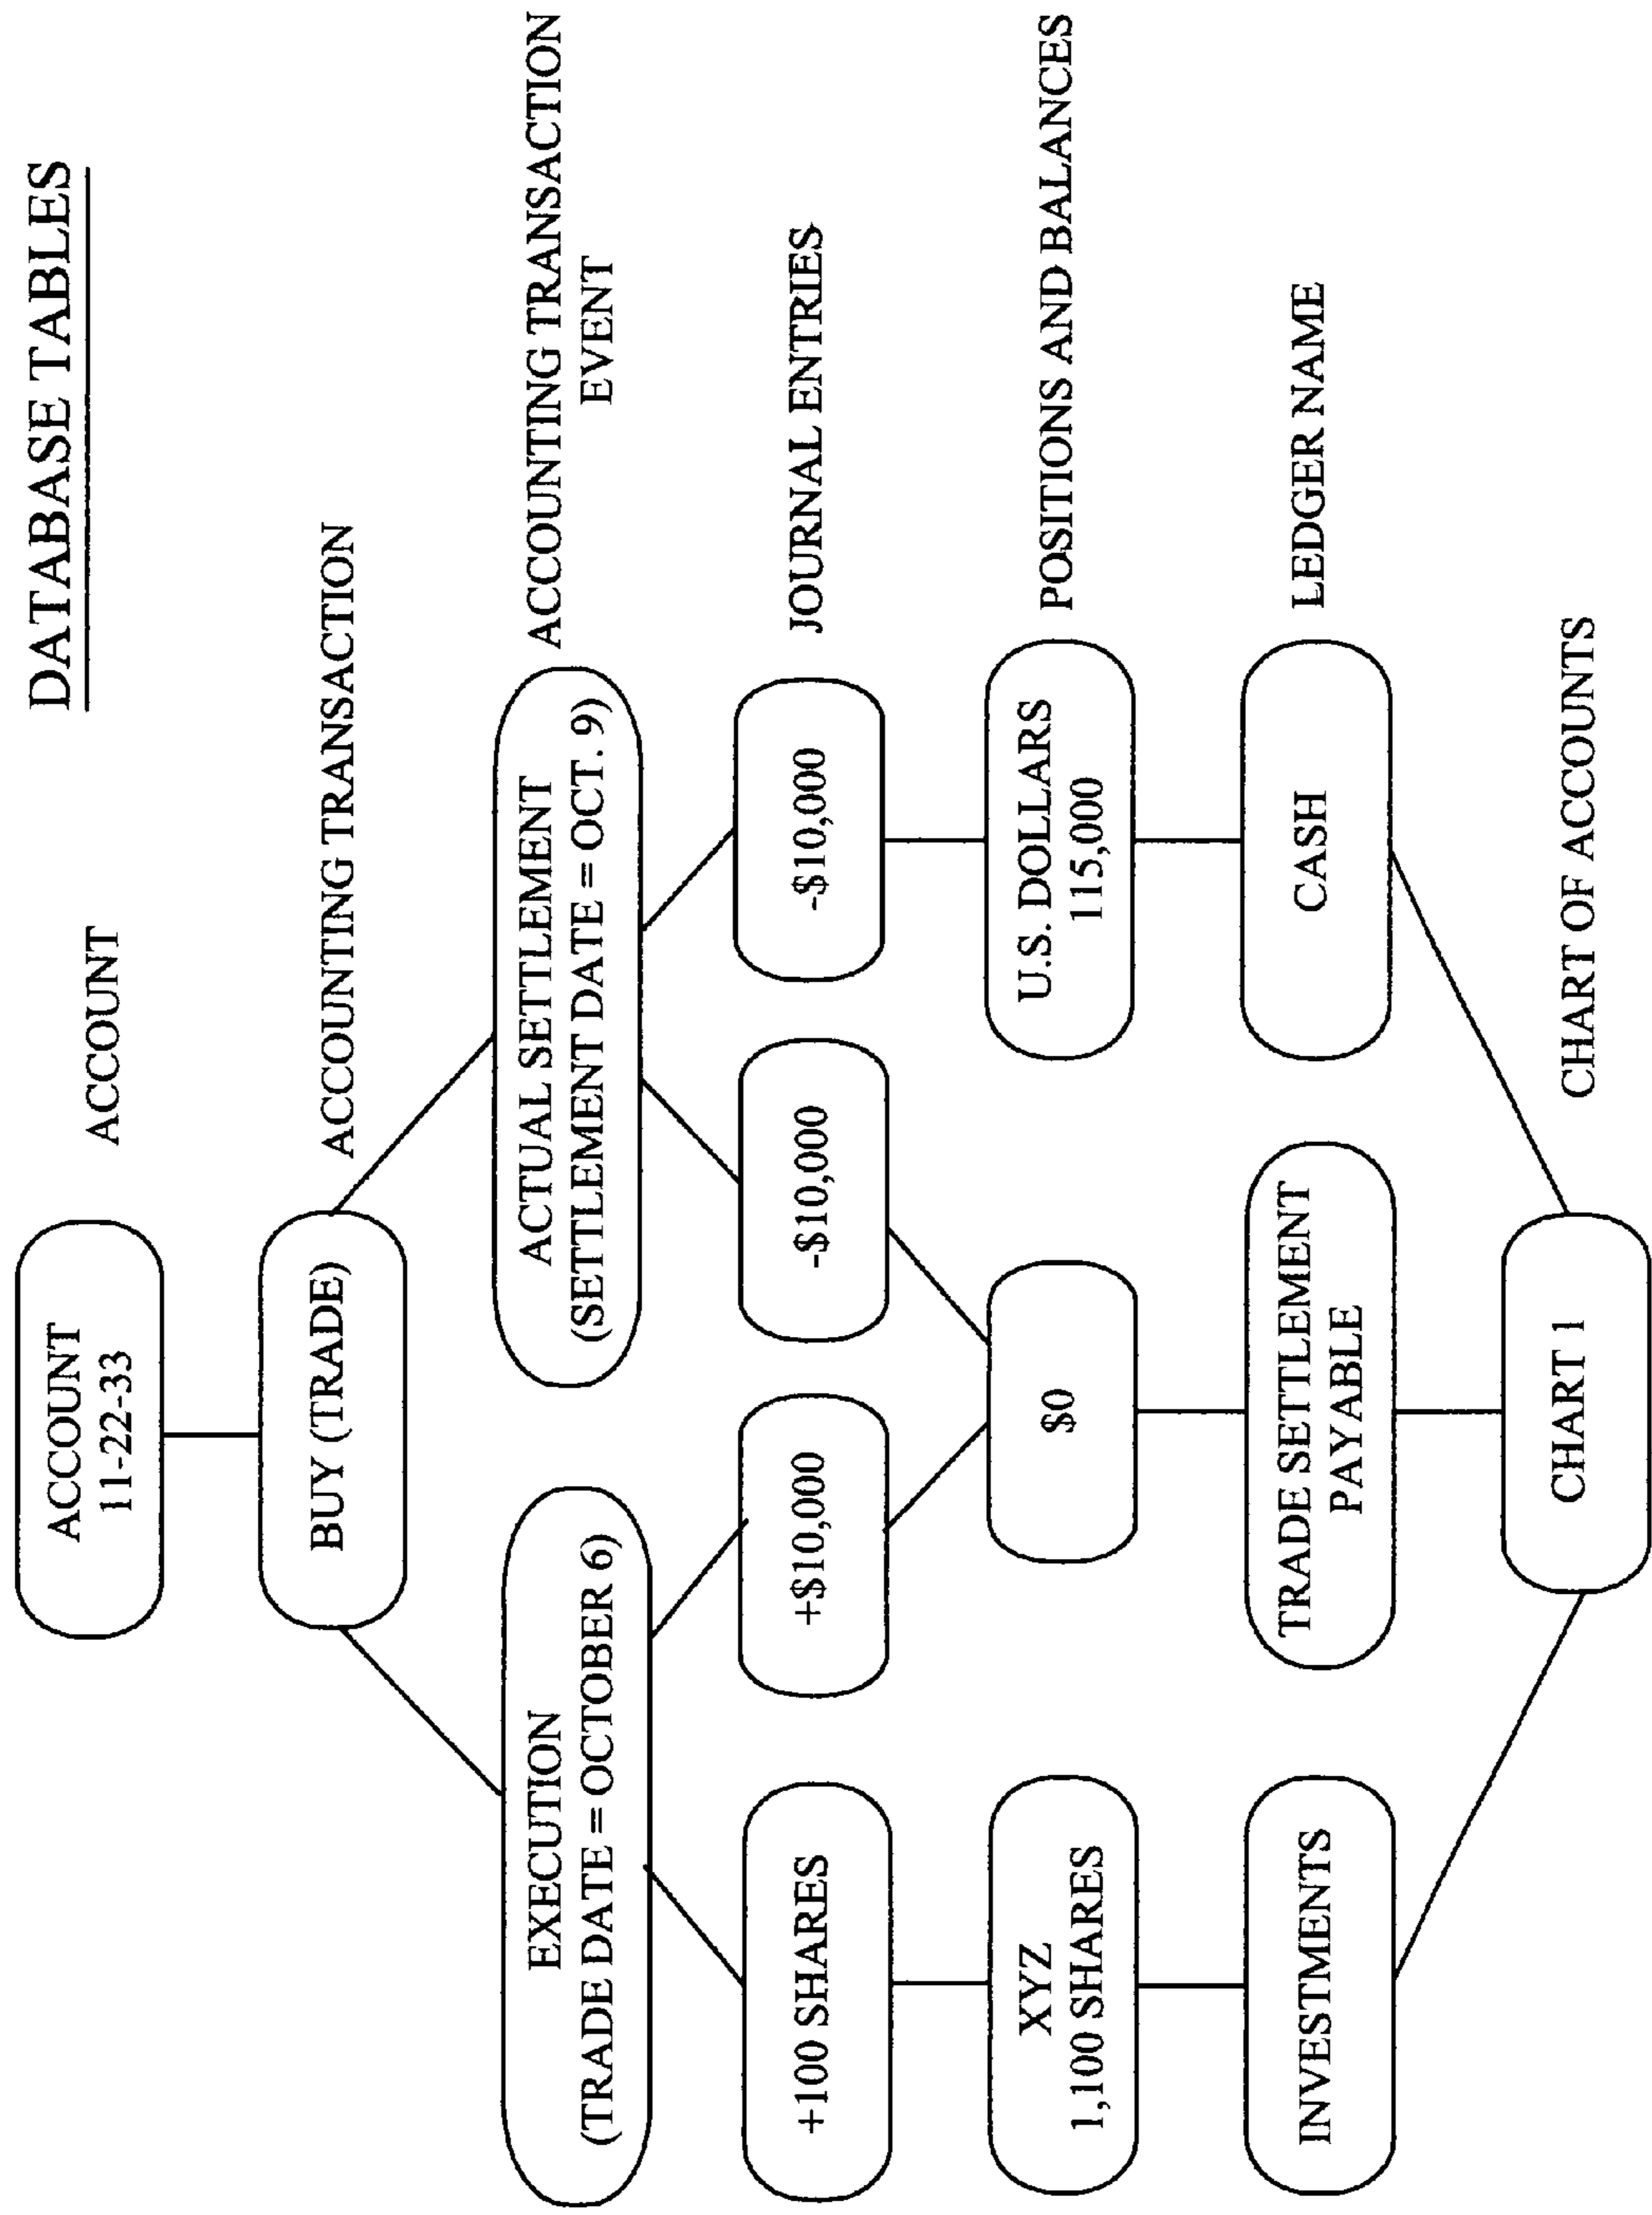 DATABASE TABLES
ACCOUNT
11-22-33
ACCOUNT
BUY (TRADE)
ACCOUNTING TRANSACTION
EXECUTION
(TRADE DATE = OCTOBER 6)
ACTUAL SETTLEMENT
(SETTLEMENT DATE = OCT. 9)
ACCOUNTING TRANSACTION
EVENT
+100 SHARES
+$10,000
-$10,000
-$10,000
JOURNAL ENTRIES
XYZ
1,100 SHARES
$0
U.S. DOLLARS
115,000
POSITIONS AND BALANCES
INVESTMENTS
TRADE SETTLEMENT
PAYABLE
CASH
LEDGER NAME
CHART 1
CHART OF ACCOUNTS